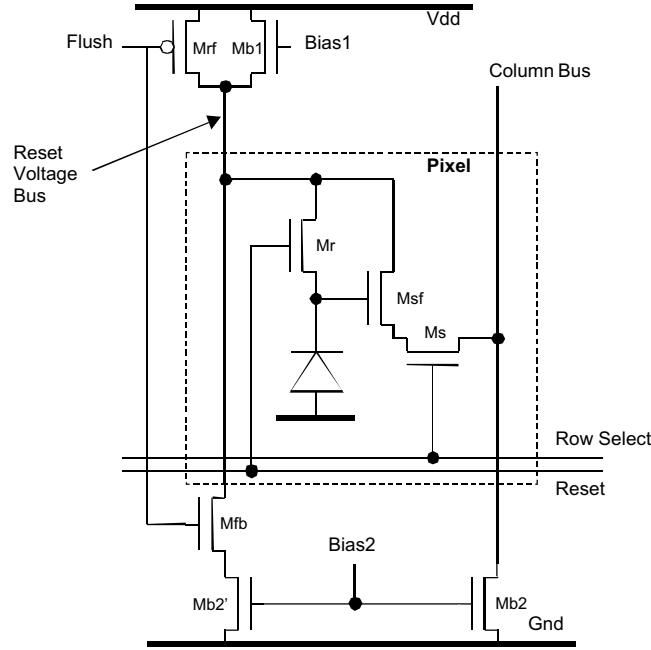 Vdd
Flush
Mrf
Mb1
Bias1
Column Bus
Reset
Voltage
Bus
Pixel
Mr
Msf
Ms
Row Select
Reset
Mfb
Bias2
Mb2'
Mb2
Gnd